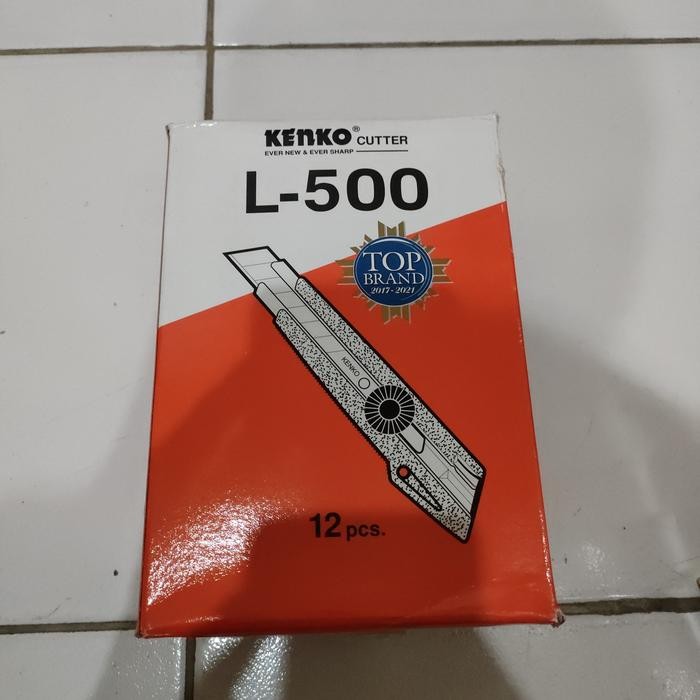 KENKO® CUTTER
EVER NEW & EVER SHARP
L-500
TOP
BRAND
2017-2021
KENKO
12 pcs.